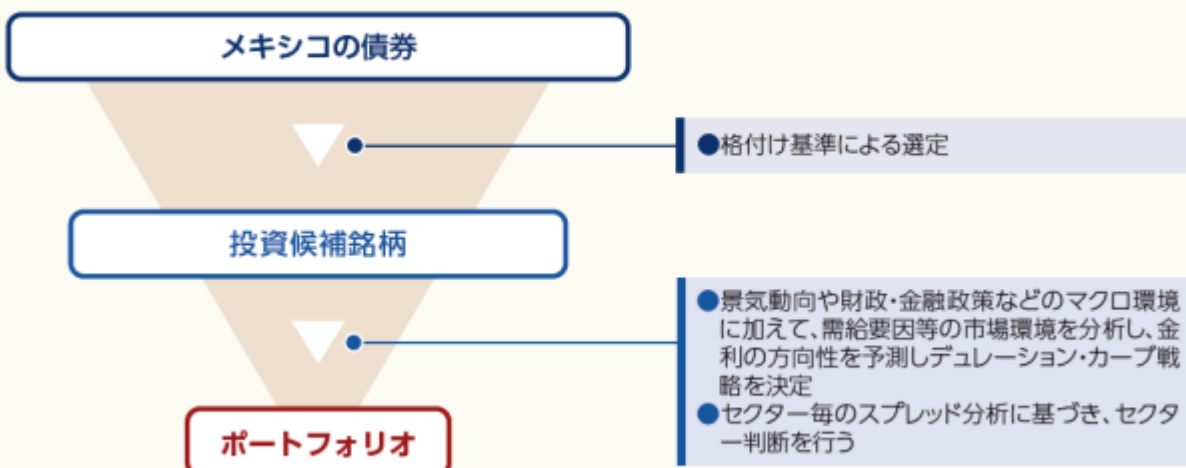 メキシコの債券
●格付け基準による選定
投資候補銘柄
●景気動向や財政・金融政策などのマクロ環境
に加えて、需給要因等の市場環境を分析し、金
利の方向性を予測しデュレーション・カーブ戦
略を決定
●セクター毎のスプレッド分析に基づき、セクタ
ー判断を行う
ポートフォリオ